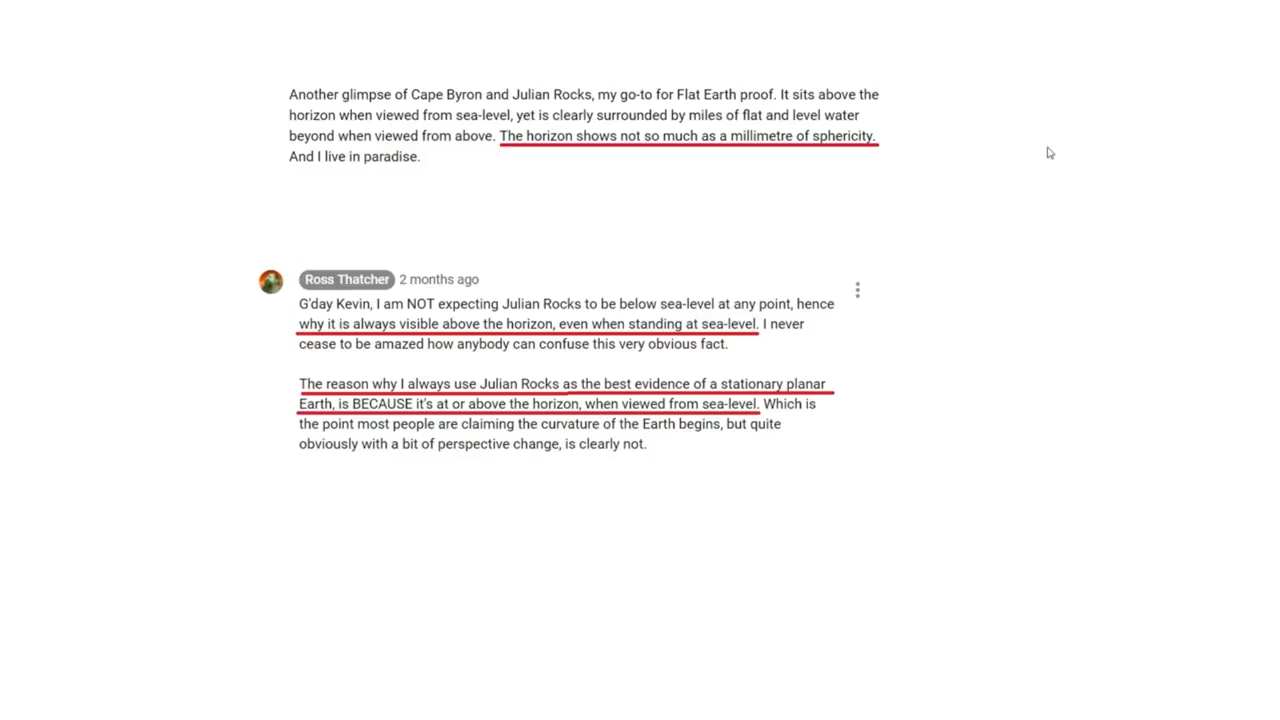 Another glimpse of Cape Byron and Julian Rocks, my go-to for Flat Earth proof. It sits above the
horizon when viewed from sea-level, yet is clearly surrounded by miles of flat and level water
beyond when viewed from above. The horizon shows not so much as a millimetre of sphericity.
And I live in paradise.
Ross Thatcher 2 months ago
G'day Kevin, I am NOT expecting Julian Rocks to be below sea-level at any point, hence
why it is always visible above the horizon, even when standing at sea-level. I never
cease to be amazed how anybody can confuse this very obvious fact.
The reason why I always use Julian Rocks as the best evidence of a stationary planar
Earth, is BECAUSE it's at or above the horizon, when viewed from sea-level. Which is
the point most people are claiming the curvature of the Earth begins, but quite
obviously with a bit of perspective change, is clearly not.